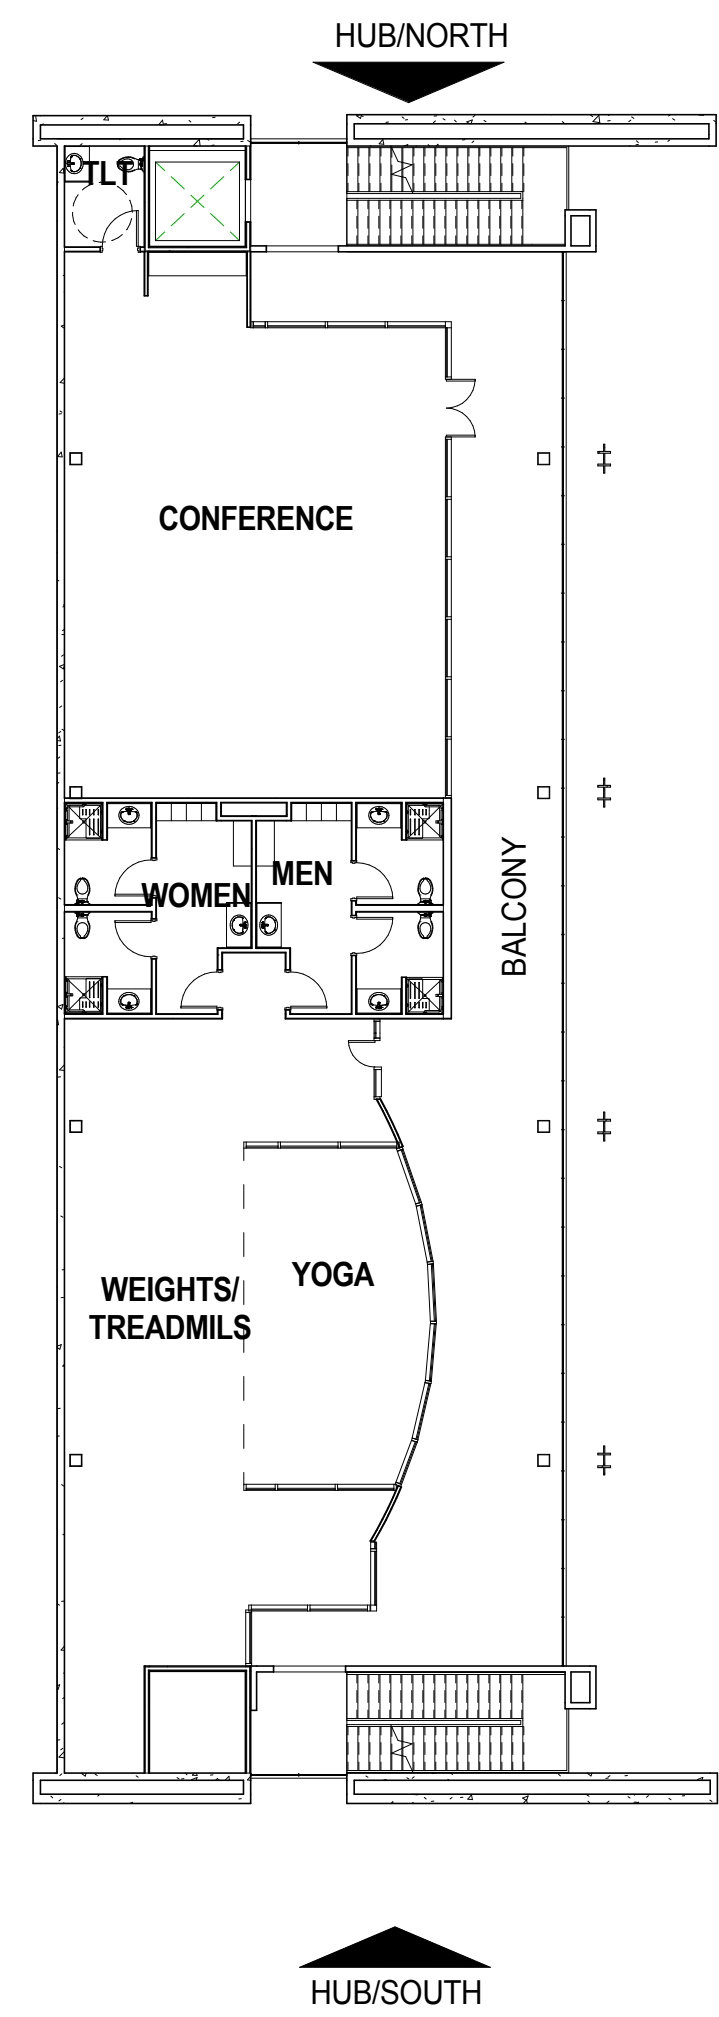 HUB/NORTH
TLT
CONFERENCE
MEN
WOMEN
BALCONY
YOGA
WEIGHTS/
TREADMILS
HUB/SOUTH